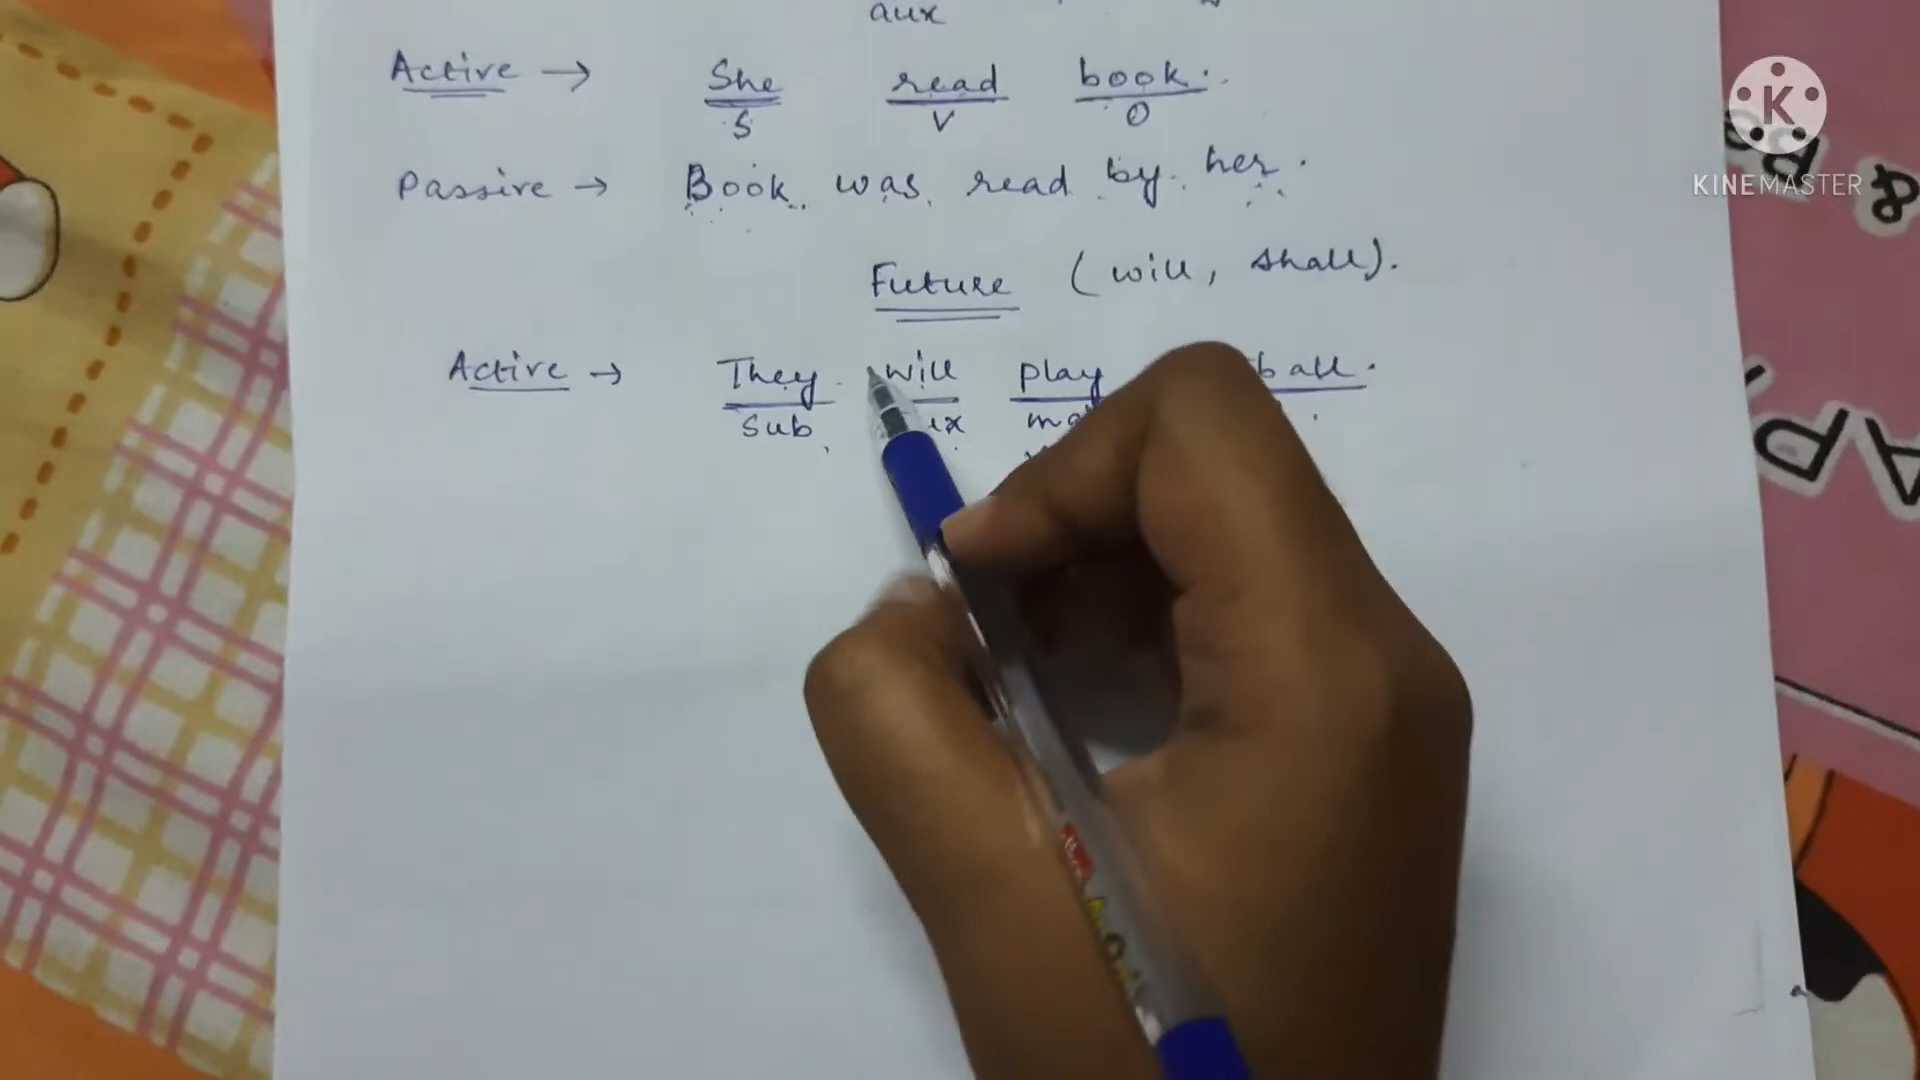 aux
Active → She read book.
S V O
Passive → Book was read by her.
Future (will, shall).
Active → They will play ball.
Sub
KINEMASTER
K